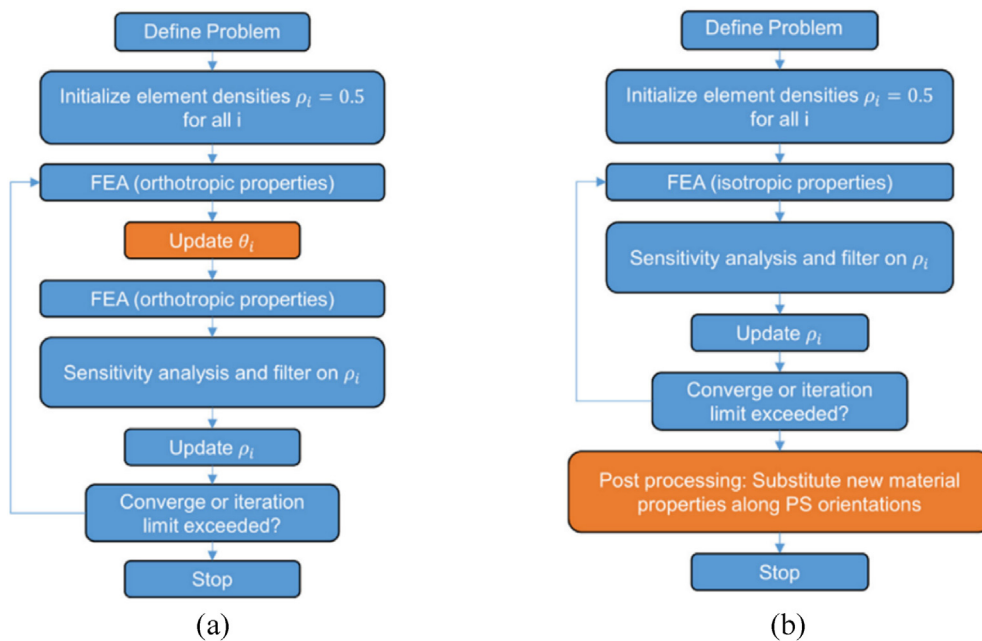 Define Problem
Initialize element densities ρᵢ = 0.5
for all i
FEA (orthotropic properties)
Update θᵢ
FEA (orthotropic properties)
Sensitivity analysis and filter on ρᵢ
Update ρᵢ
Converge or iteration
limit exceeded?
Stop
(a)
Define Problem
Initialize element densities ρᵢ = 0.5
for all i
FEA (isotropic properties)
Sensitivity analysis and filter on ρᵢ
Update ρᵢ
Converge or iteration
limit exceeded?
Post processing: Substitute new material
properties along PS orientations
Stop
(b)